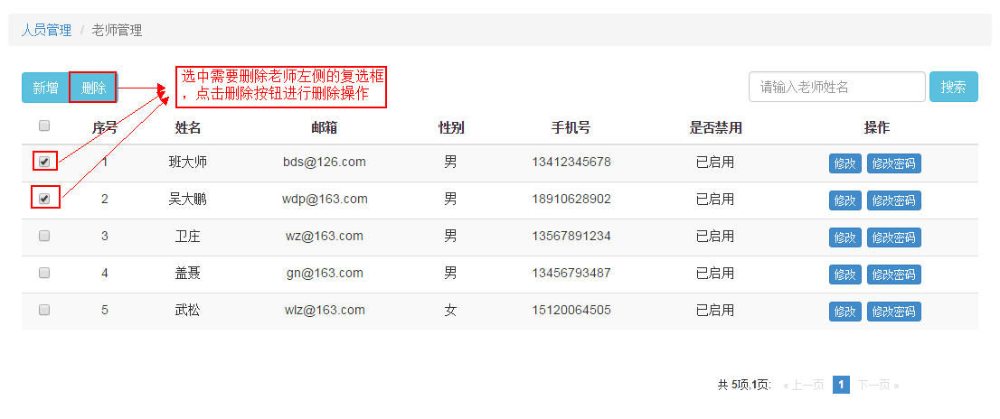 人员管理 / 老师管理
新增 删除 选中需要删除老师左侧的复选框
，点击删除按钮进行删除操作 请输入老师姓名 搜索
序号 姓名 邮箱 性别 手机号 是否禁用 操作
1 班大师 bds@126.com 男 13412345678 已启用 修改 修改密码
2 吴大鹏 wdp@163.com 男 18910628902 已启用 修改 修改密码
3 卫庄 wz@163.com 男 13567891234 已启用 修改 修改密码
4 盖聂 gn@163.com 男 13456793487 已启用 修改 修改密码
5 武松 wlz@163.com 女 15120064505 已启用 修改 修改密码
共 5项,1页: « 上一页 1 下一页 »